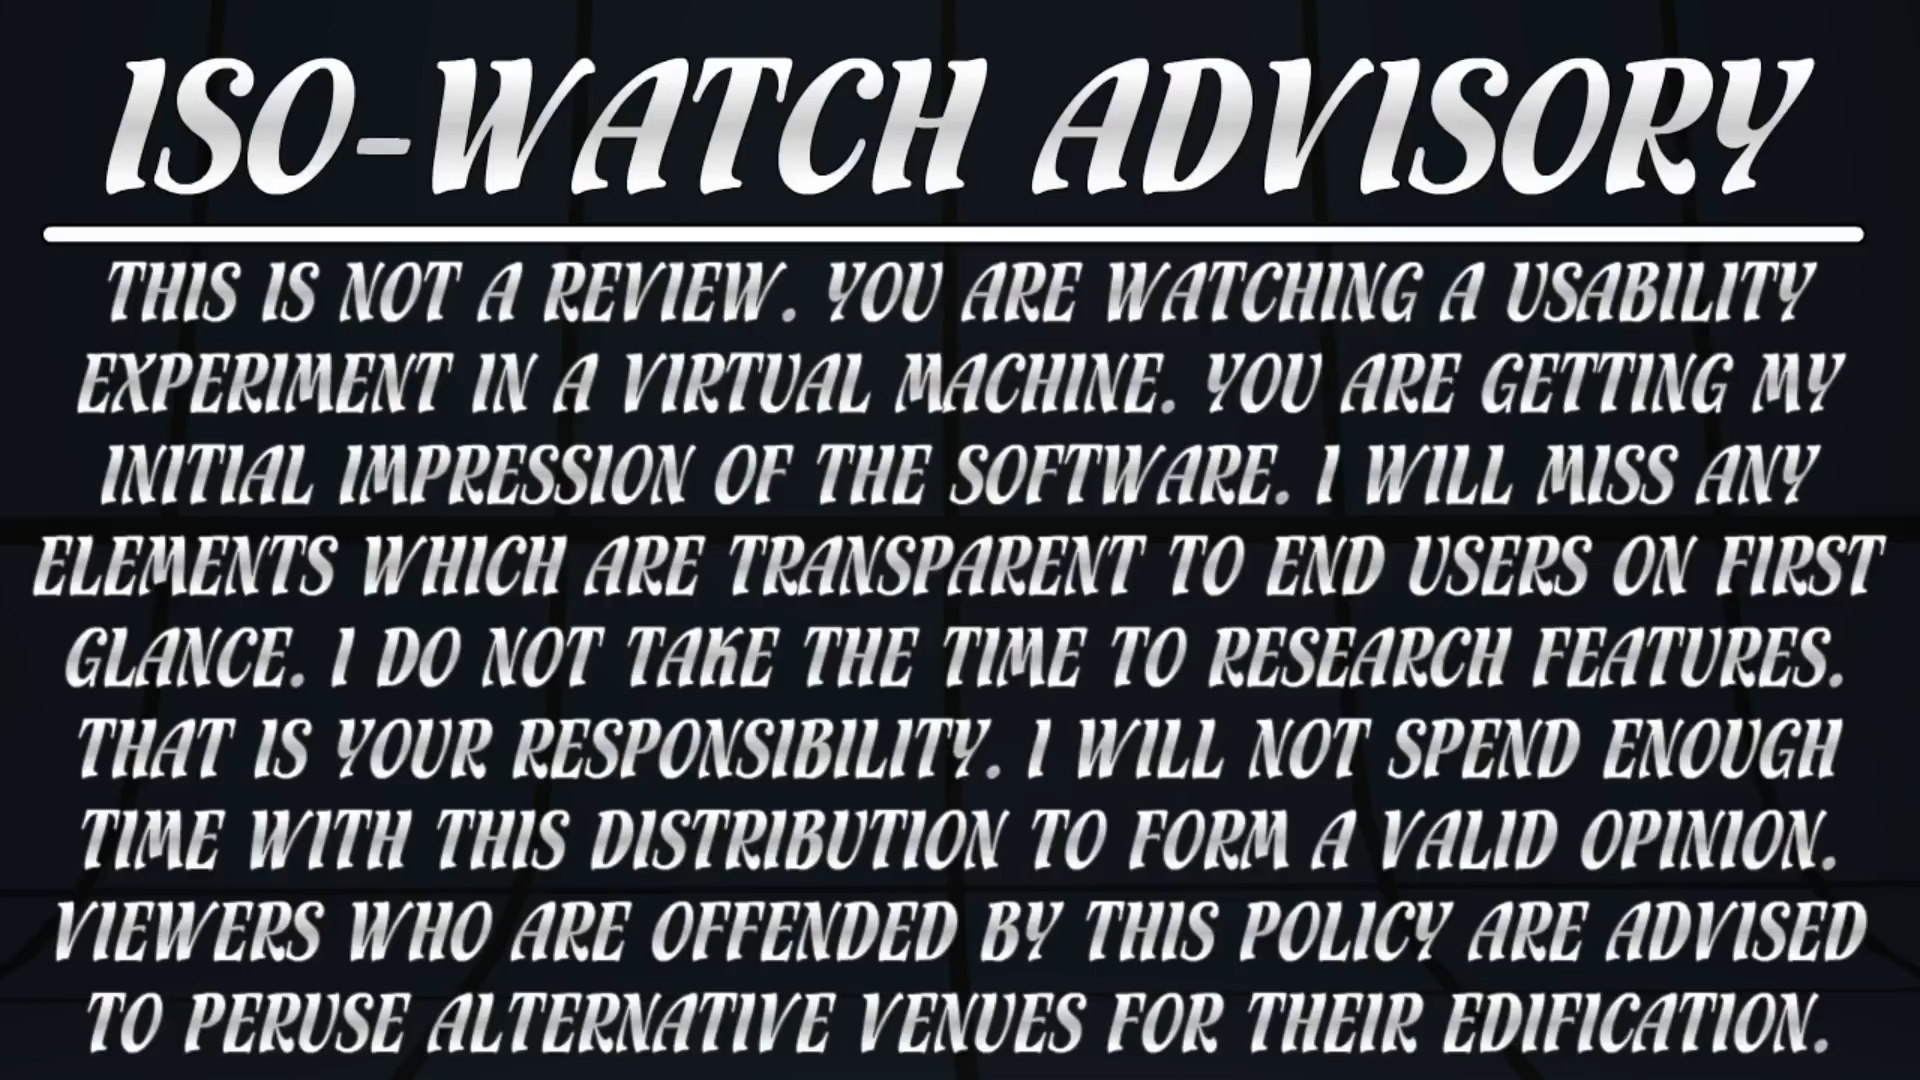 ISO-WATCH ADVISORY
THIS IS NOT A REVIEW. YOU ARE WATCHING A USABILITY
EXPERIMENT IN A VIRTUAL MACHINE. YOU ARE GETTING MY
INITIAL IMPRESSION OF THE SOFTWARE. I WILL MISS ANY
ELEMENTS WHICH ARE TRANSPARENT TO END USERS ON FIRST
GLANCE. I DO NOT TAKE THE TIME TO RESEARCH FEATURES.
THAT IS YOUR RESPONSIBILITY. I WILL NOT SPEND ENOUGH
TIME WITH THIS DISTRIBUTION TO FORM A VALID OPINION.
VIEWERS WHO ARE OFFENDED BY THIS POLICY ARE ADVISED
TO PERUSE ALTERNATIVE VENUES FOR THEIR EDIFICATION.